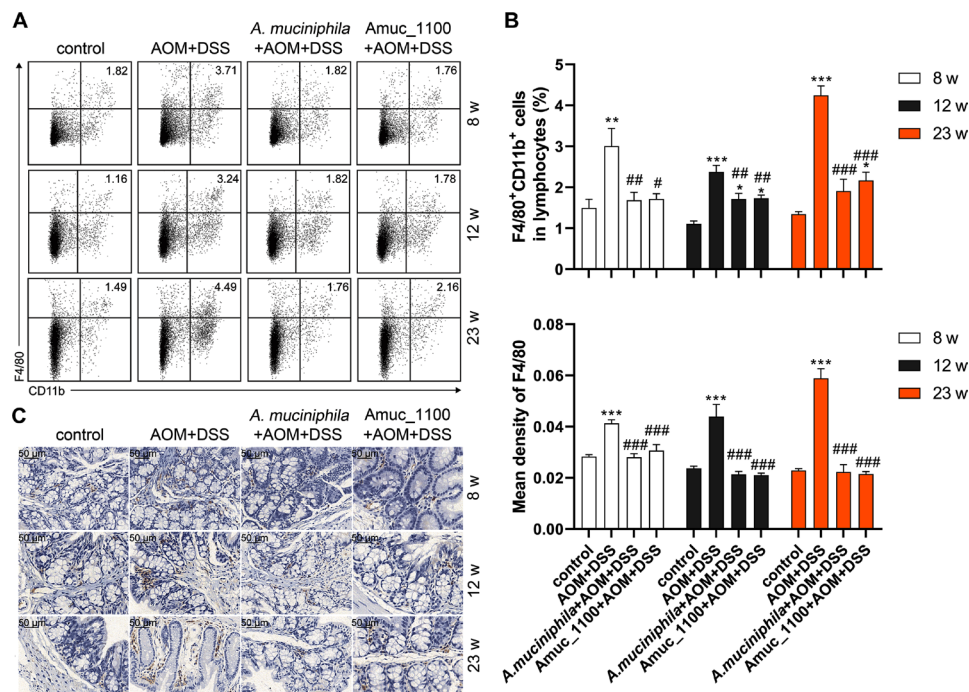 A
control
AOM+DSS
A. muciniphila
+AOM+DSS
Amuc_1100
+AOM+DSS
1.82
3.71
1.82
1.76
8 w
1.16
3.24
1.82
1.78
12 w
1.49
4.49
1.76
2.16
23 w
F4/80
CD11b
B
F4/80+CD11b+ cells
in lymphocytes (%)
5
4
3
2
1
0
**
##
#
***
##
*
##
*
***
###
###
*
8 w
12 w
23 w
Mean density of F4/80
0.08
0.06
0.04
0.02
0.00
***
###
###
***
###
###
***
###
###
8 w
12 w
23 w
control
AOM+DSS
A.muciniphila+AOM+DSS
Amuc_1100+AOM+DSS
control
AOM+DSS
A.muciniphila+AOM+DSS
Amuc_1100+AOM+DSS
control
AOM+DSS
A.muciniphila+AOM+DSS
Amuc_1100+AOM+DSS
C
control
AOM+DSS
A. muciniphila
+AOM+DSS
Amuc_1100
+AOM+DSS
50 μm
50 μm
50 μm
50 μm
8 w
50 μm
50 μm
50 μm
50 μm
12 w
50 μm
50 μm
50 μm
50 μm
23 w